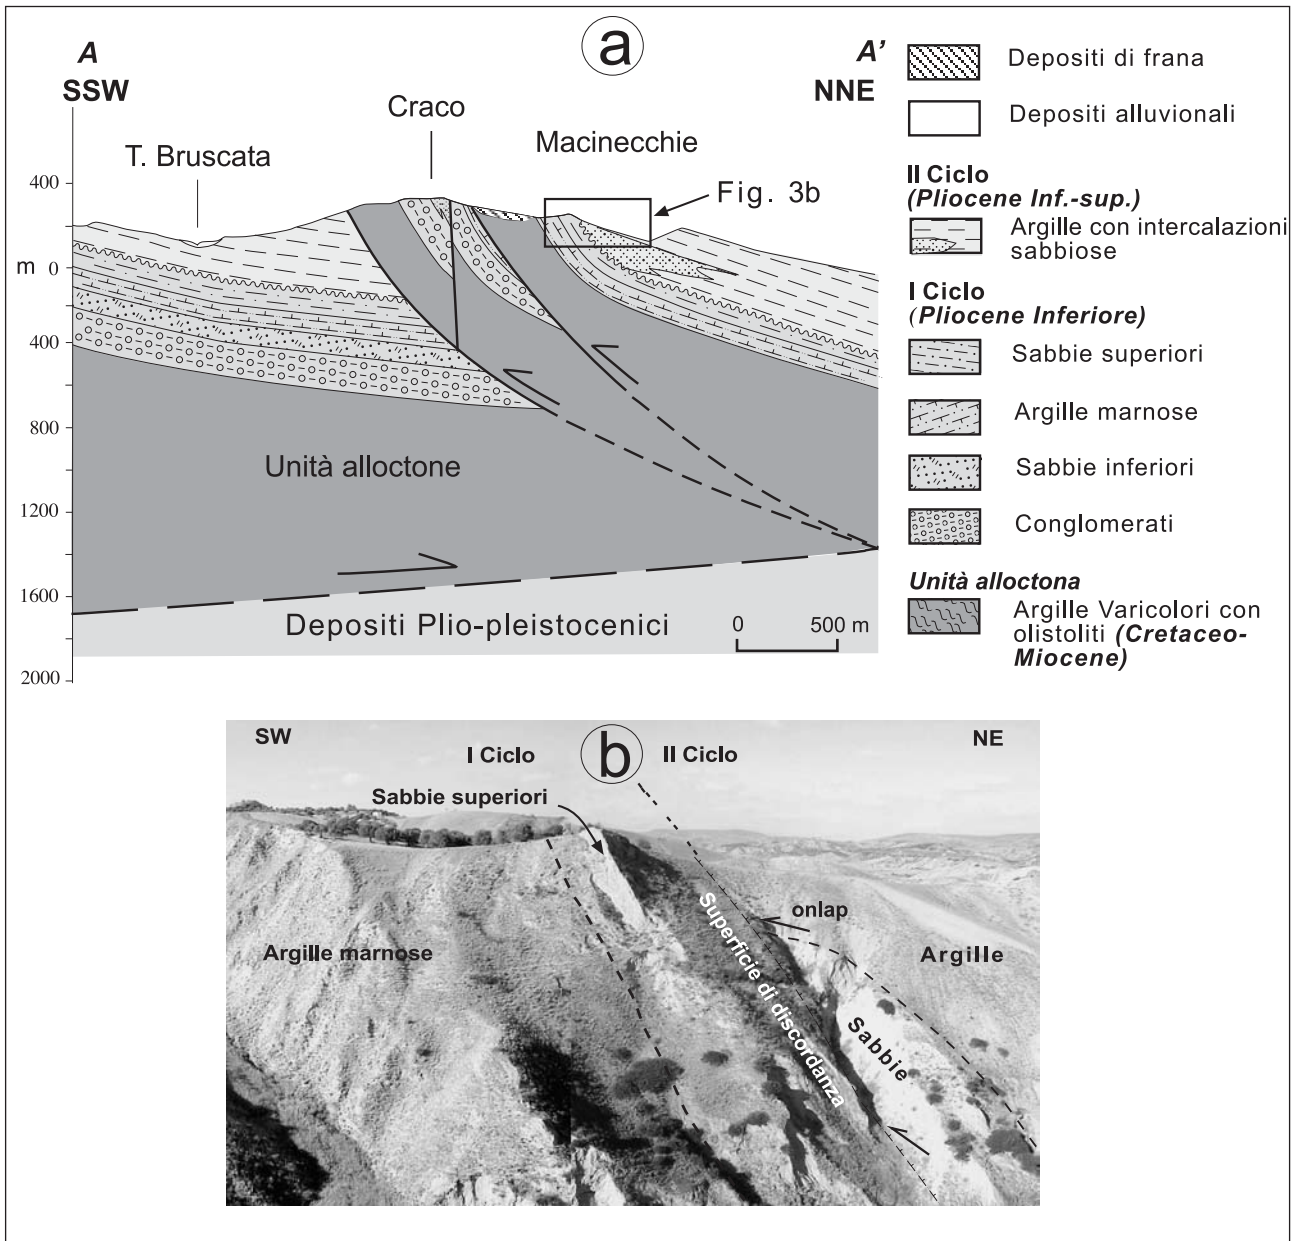 a
A
SSW
A'
NNE
Craco
T. Bruscata
Macinecchie
Fig. 3b
400
m 0
400
800
1200
1600
2000
Unità alloctone
Depositi Plio-pleistocenici
0 500 m
Depositi di frana
Depositi alluvionali
II Ciclo
(Pliocene Inf.-sup.)
Argille con intercalazioni
sabbiose
I Ciclo
(Pliocene Inferiore)
Sabbie superiori
Argille marnose
Sabbie inferiori
Conglomerati
Unità alloctona
Argille Varicolori con
olistoliti (Cretaceo-
Miocene)
SW
NE
I Ciclo
b
II Ciclo
Sabbie superiori
onlap
Argille marnose
Argille
Superficie di discordanza
Sabbie